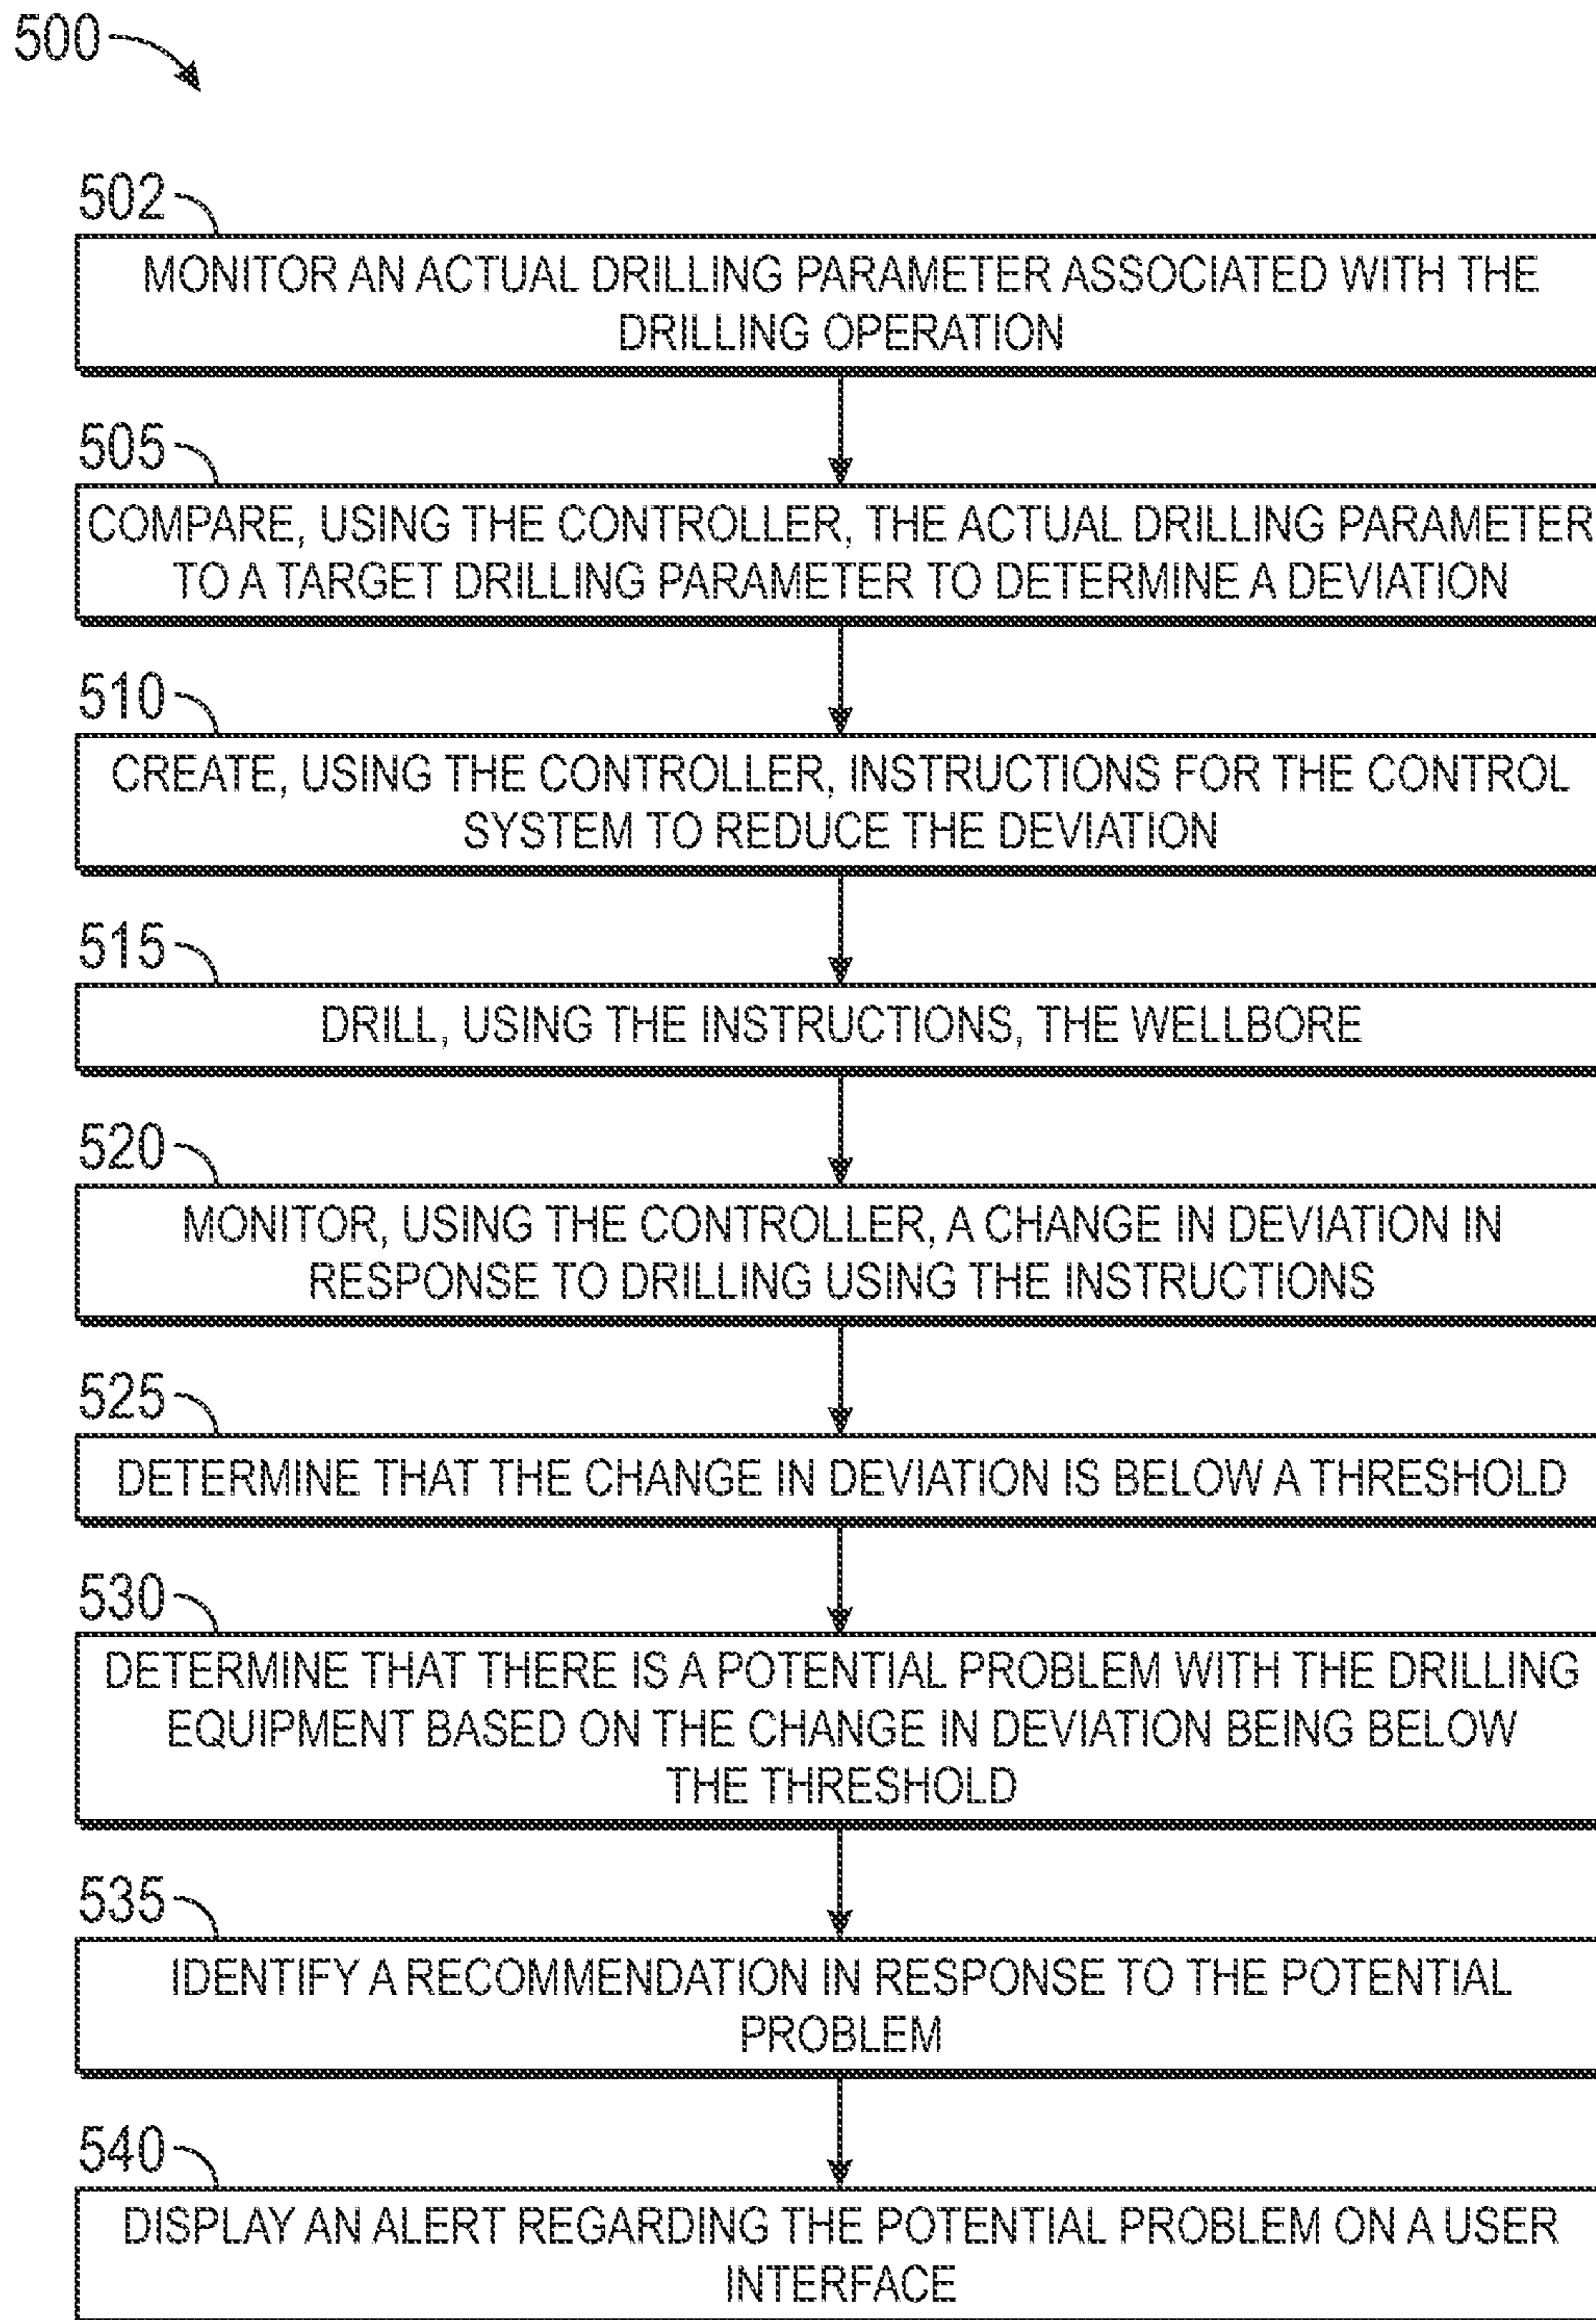 500
502
MONITOR AN ACTUAL DRILLING PARAMETER ASSOCIATED WITH THE
DRILLING OPERATION
505
COMPARE, USING THE CONTROLLER, THE ACTUAL DRILLING PARAMETER
TO A TARGET DRILLING PARAMETER TO DETERMINE A DEVIATION
510
CREATE, USING THE CONTROLLER, INSTRUCTIONS FOR THE CONTROL
SYSTEM TO REDUCE THE DEVIATION
515
DRILL, USING THE INSTRUCTIONS, THE WELLBORE
520
MONITOR, USING THE CONTROLLER, A CHANGE IN DEVIATION IN
RESPONSE TO DRILLING USING THE INSTRUCTIONS
525
DETERMINE THAT THE CHANGE IN DEVIATION IS BELOW A THRESHOLD
530
DETERMINE THAT THERE IS A POTENTIAL PROBLEM WITH THE DRILLING
EQUIPMENT BASED ON THE CHANGE IN DEVIATION BEING BELOW
THE THRESHOLD
535
IDENTIFY A RECOMMENDATION IN RESPONSE TO THE POTENTIAL
PROBLEM
540
DISPLAY AN ALERT REGARDING THE POTENTIAL PROBLEM ON A USER
INTERFACE